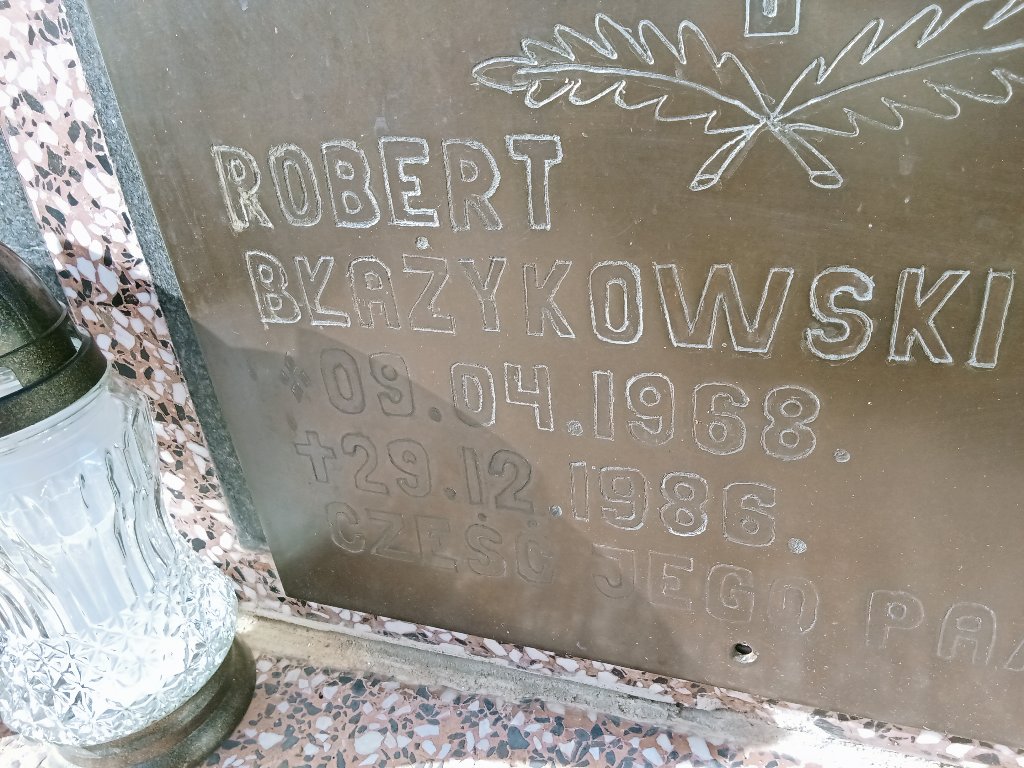 ROBERT
BŁAŻYKOWSKI
* 09.04.1968.
† 29.12.1986.
CZEŚĆ JEGO